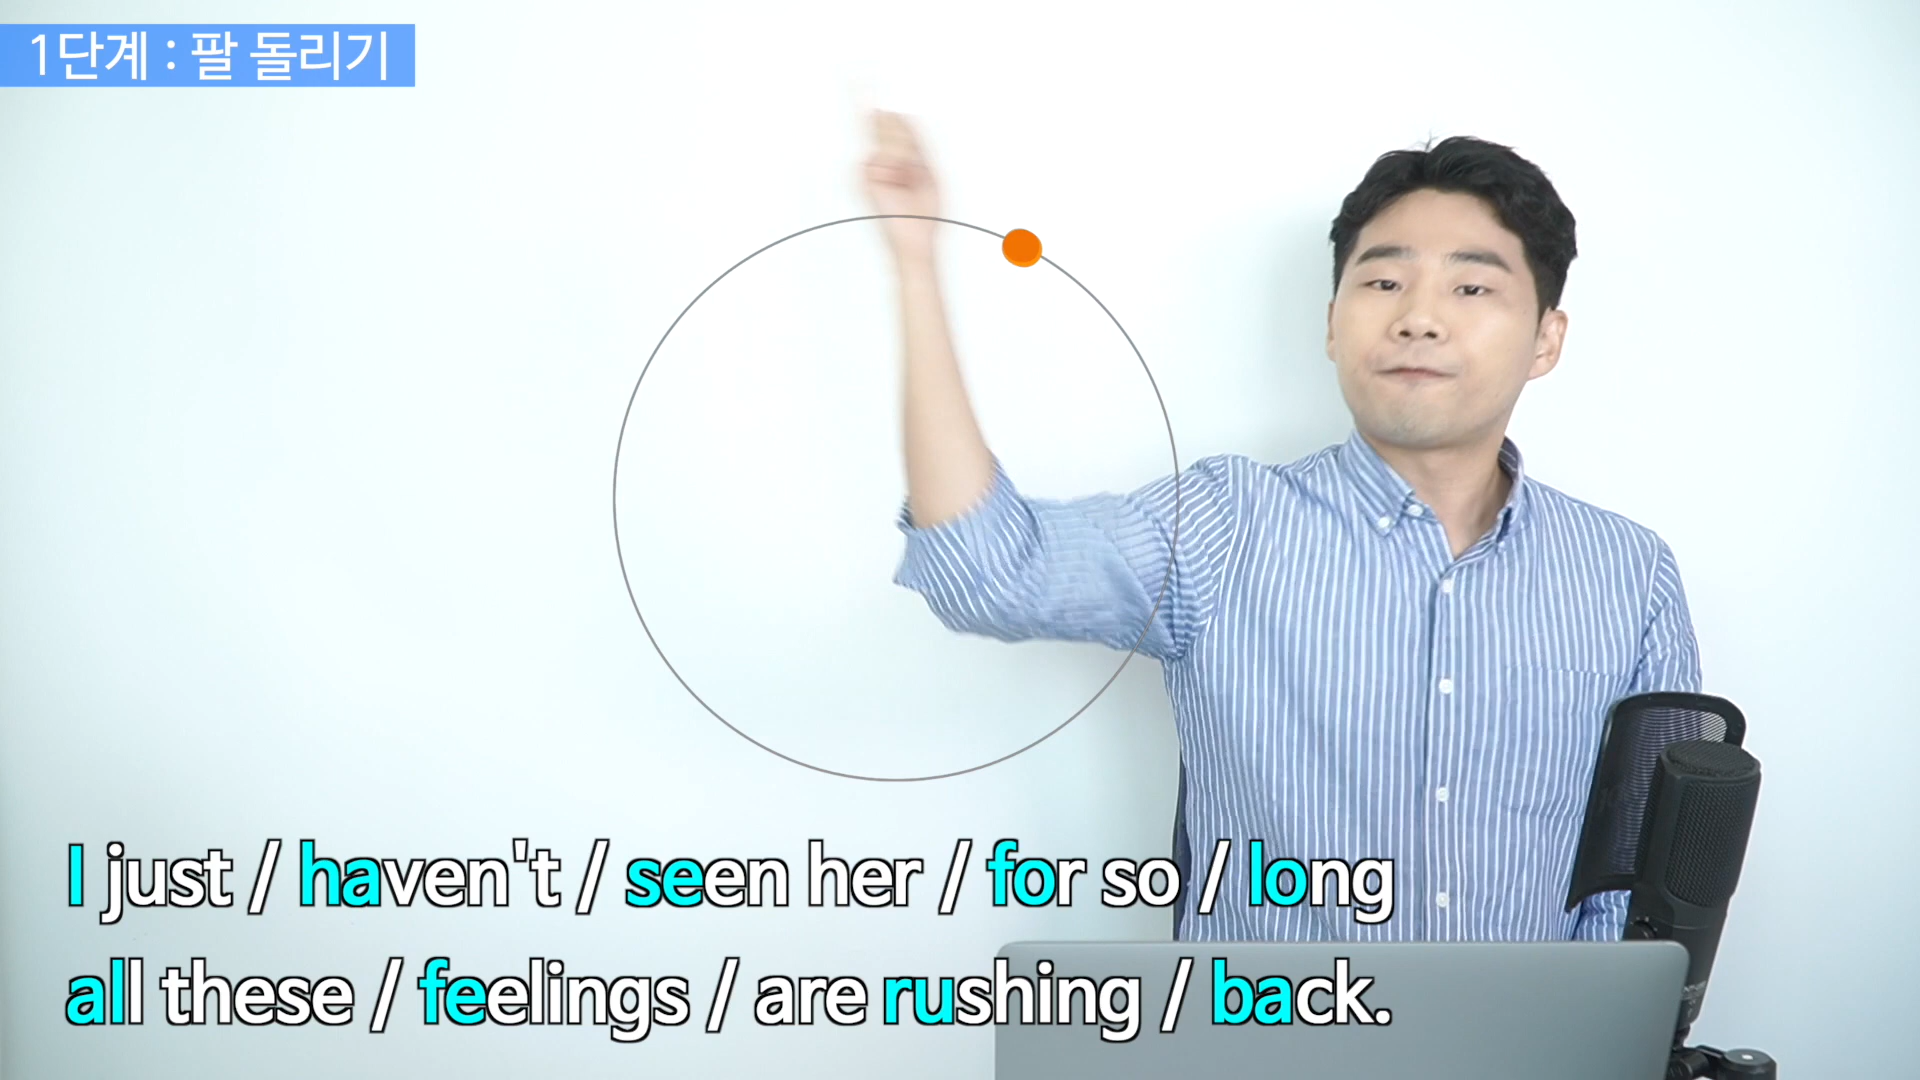 1단계 : 팔 돌리기
I just / haven't / seen her / for so / long
all these / feelings / are rushing / back.